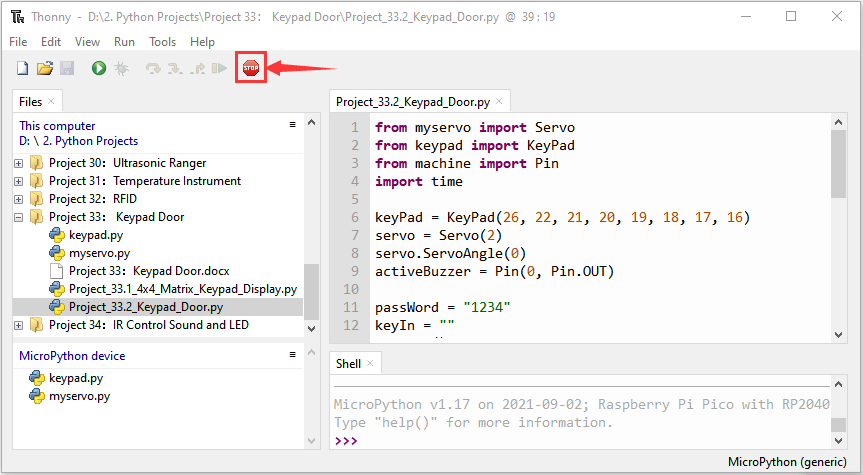 Thonny - D:\2. Python Projects\Project 33： Keypad Door\Project_33.2_Keypad_Door.py @ 39 : 19
File Edit View Run Tools Help
STOP
Files ×
This computer
D: \ 2. Python Projects
Project 30：Ultrasonic Ranger
Project 31：Temperature Instrument
Project 32：RFID
Project 33： Keypad Door
keypad.py
myservo.py
Project 33：Keypad Door.docx
Project_33.1_4x4_Matrix_Keypad_Display.py
Project_33.2_Keypad_Door.py
Project 34：IR Control Sound and LED
MicroPython device
keypad.py
myservo.py
Project_33.2_Keypad_Door.py ×
1 from myservo import Servo
2 from keypad import KeyPad
3 from machine import Pin
4 import time
5
6 keyPad = KeyPad(26, 22, 21, 20, 19, 18, 17, 16)
7 servo = Servo(2)
8 servo.ServoAngle(0)
9 activeBuzzer = Pin(0, Pin.OUT)
10
11 passWord = "1234"
12 keyIn = ""
Shell ×
MicroPython v1.17 on 2021-09-02; Raspberry Pi Pico with RP2040
Type "help()" for more information.
>>>
MicroPython (generic)